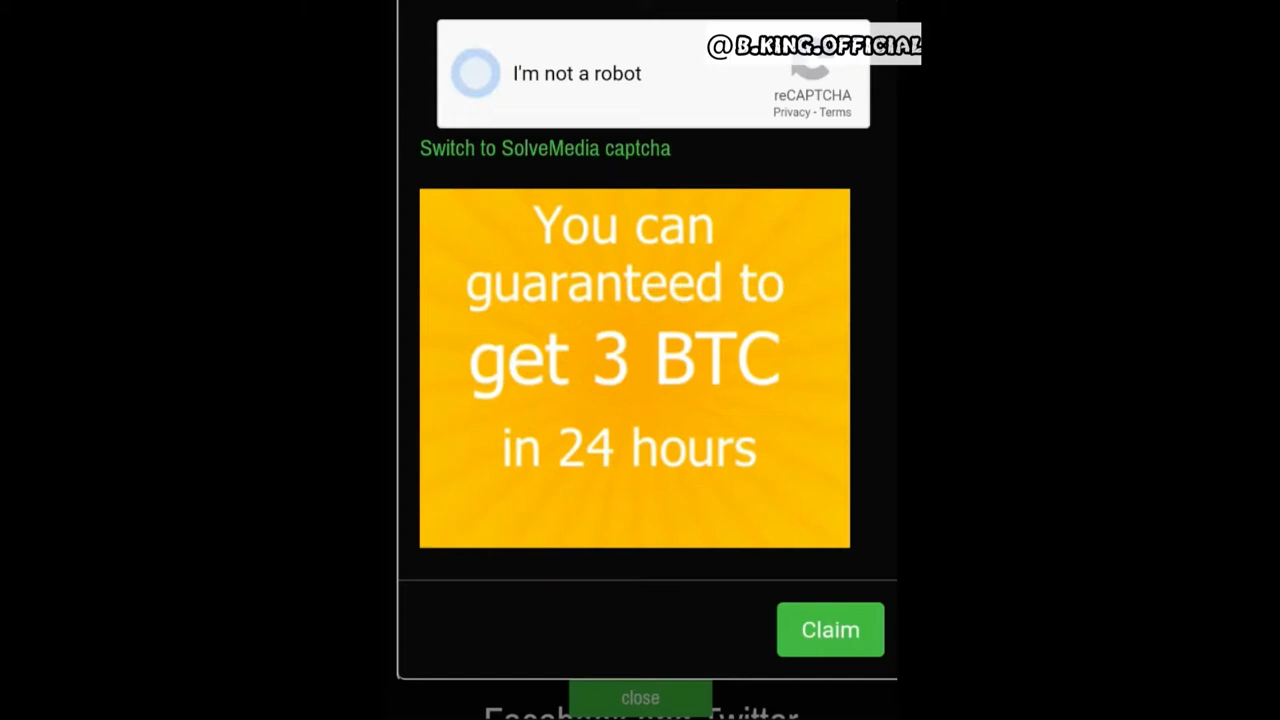 @B.KING.OFFICIAL
I'm not a robot
reCAPTCHA
Privacy - Terms
Switch to SolveMedia captcha
You can
guaranteed to
get 3 BTC
in 24 hours
Claim
close
Twitter